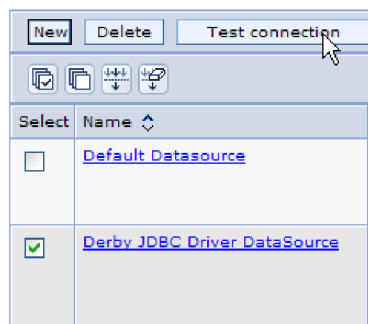 New Delete Test connection
Select Name
Default Datasource
Derby JDBC Driver DataSource